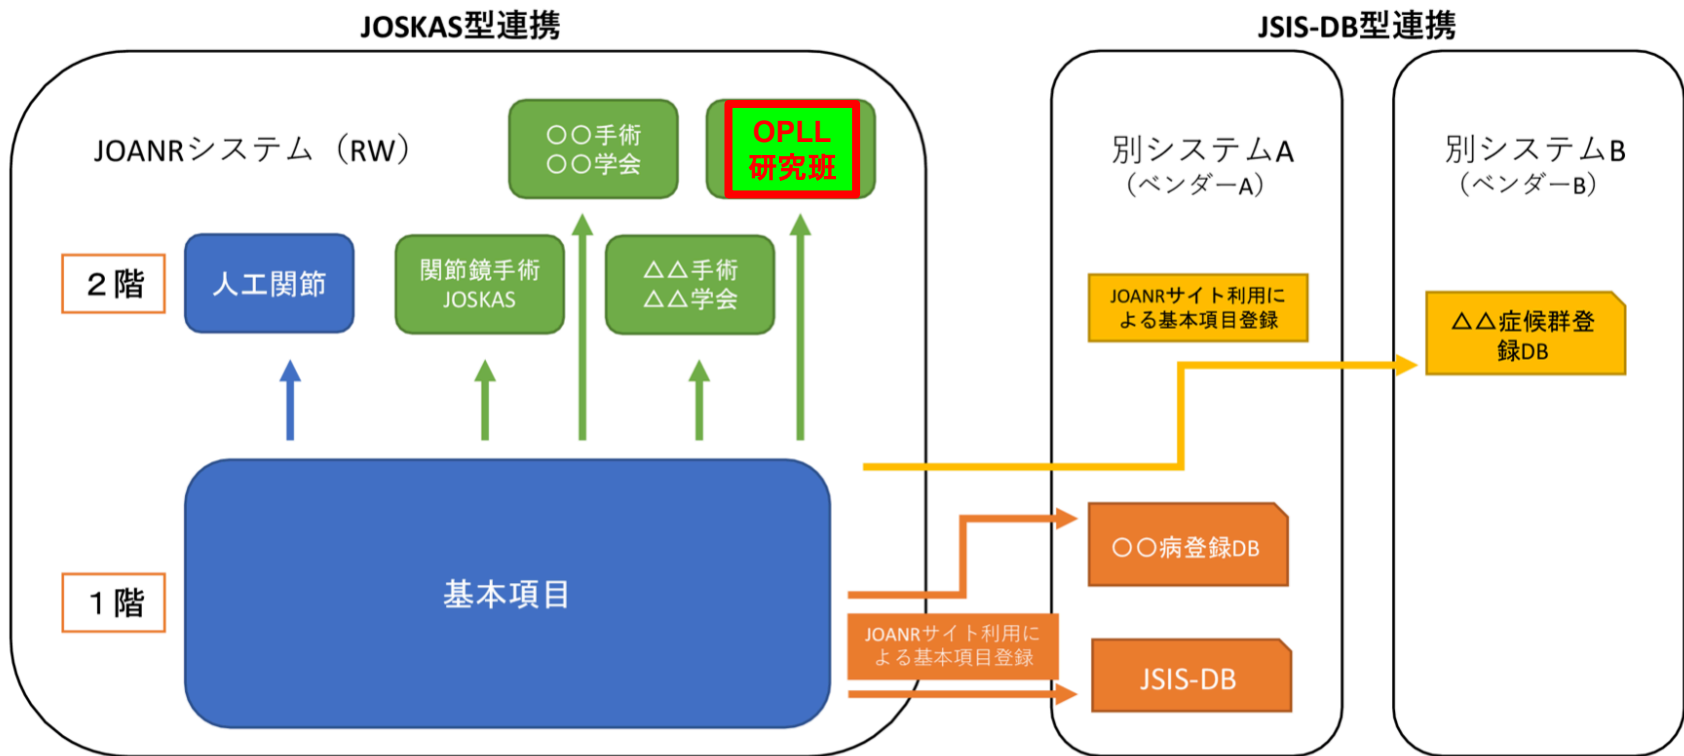 JOSKAS型連携
JSIS-DB型連携
JOANRシステム（RW）
○○手術
○○学会
OPLL
研究班
別システムA
（ベンダーA）
別システムB
（ベンダーB）
２階
人工関節
関節鏡手術
JOSKAS
△△手術
△△学会
JOANRサイト利用に
よる基本項目登録
△△症候群登
録DB
１階
基本項目
○○病登録DB
JOANRサイト利用に
よる基本項目登録
JSIS-DB